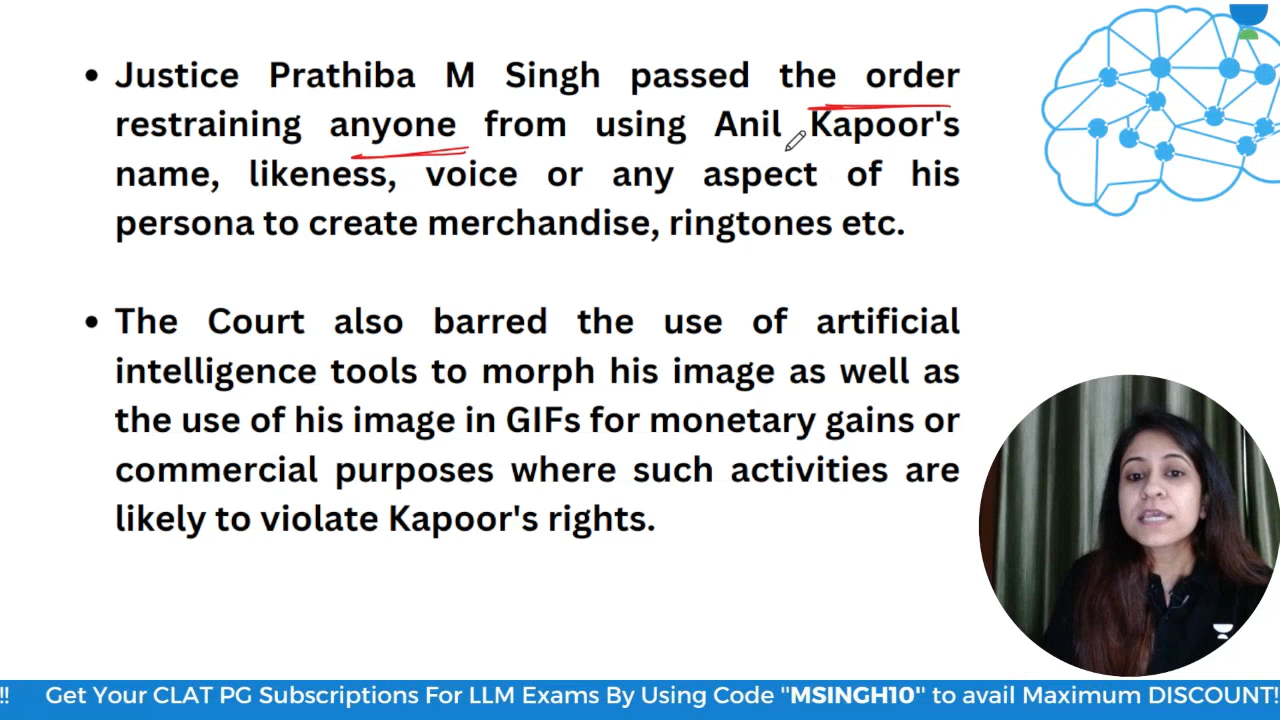 • Justice Prathiba M Singh passed the order
restraining anyone from using Anil Kapoor's
name, likeness, voice or any aspect of his
persona to create merchandise, ringtones etc.
• The Court also barred the use of artificial
intelligence tools to morph his image as well as
the use of his image in GIFs for monetary gains or
commercial purposes where such activities are
likely to violate Kapoor's rights.
!! Get Your CLAT PG Subscriptions For LLM Exams By Using Code "MSINGH10" to avail Maximum DISCOUNT!